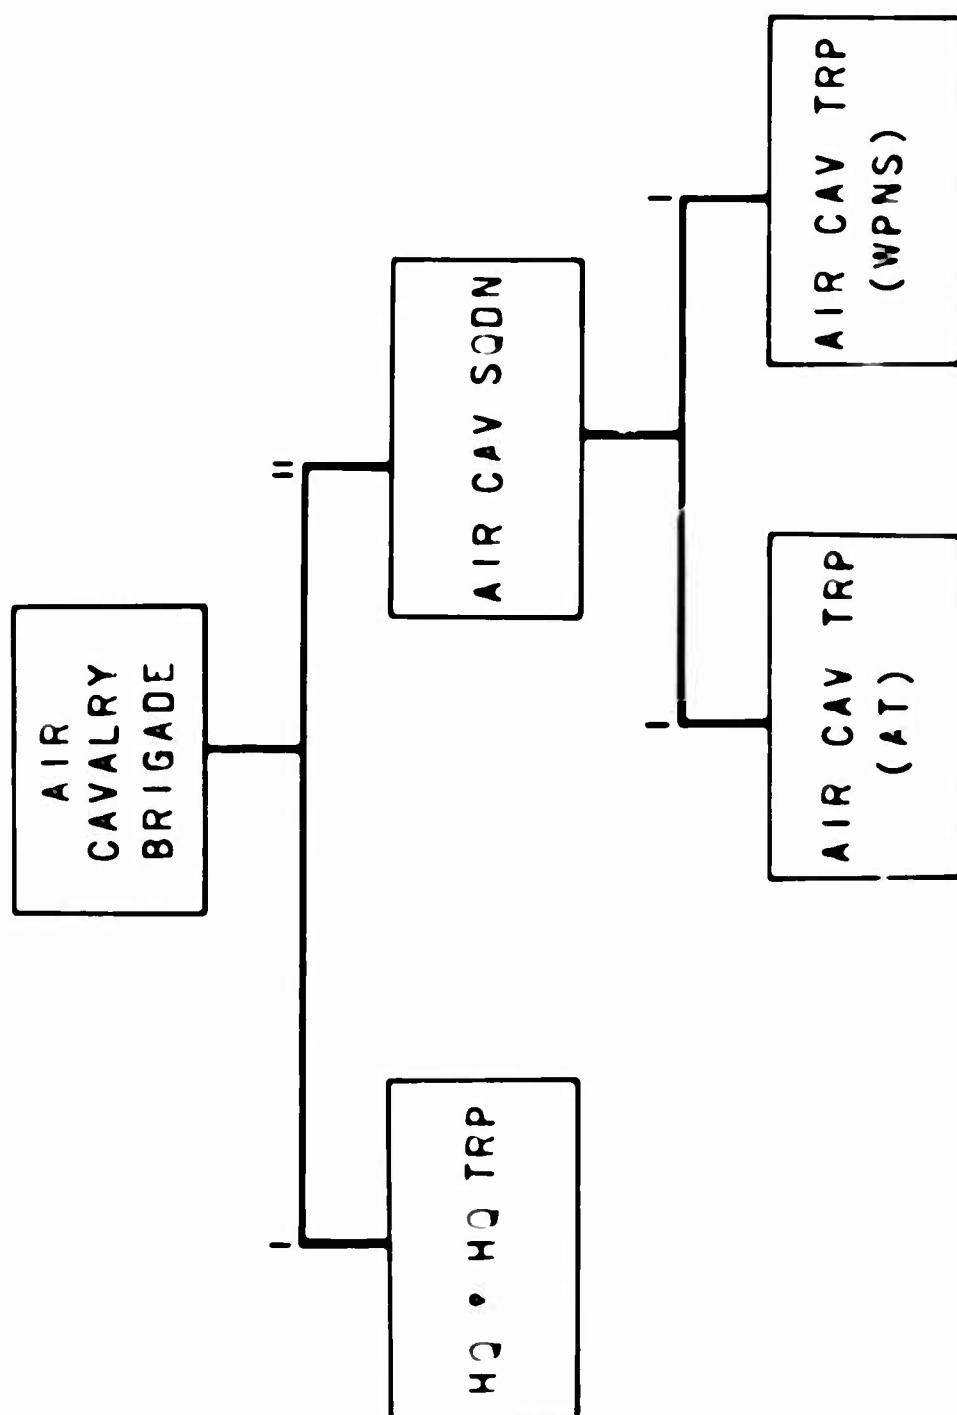 AIR
CAVALRY
BRIGADE
I
II
HQ & HQ TRP
AIR CAV SQDN
I
I
AIR CAV TRP
(AT)
AIR CAV TRP
(WPNS)